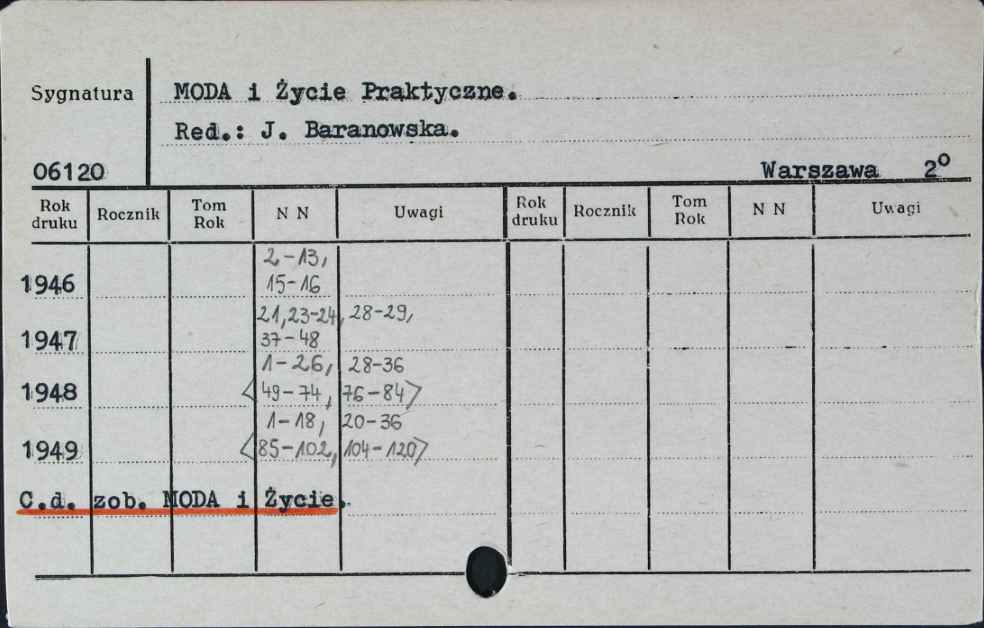 Sygnatura
MODA i Życie Praktyczne.
Red.: J. Baranowska.
06120
Warszawa 2°
Rok druku Rocznik Tom Rok N N Uwagi Rok druku Rocznik Tom Rok N N Uwagi
2-13,
1946 15-16
21, 23-24, 28-29,
1947 37-48
1-26, 28-36
1948 <49-74, 76-84>
1-18, 20-36
1949 <85-102, 104-120>
C.d. zob. MODA i Życie.